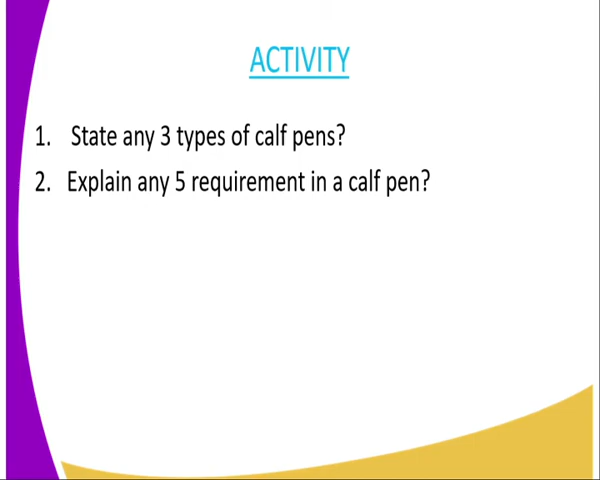 ACTIVITY
1. State any 3 types of calf pens?
2. Explain any 5 requirement in a calf pen?